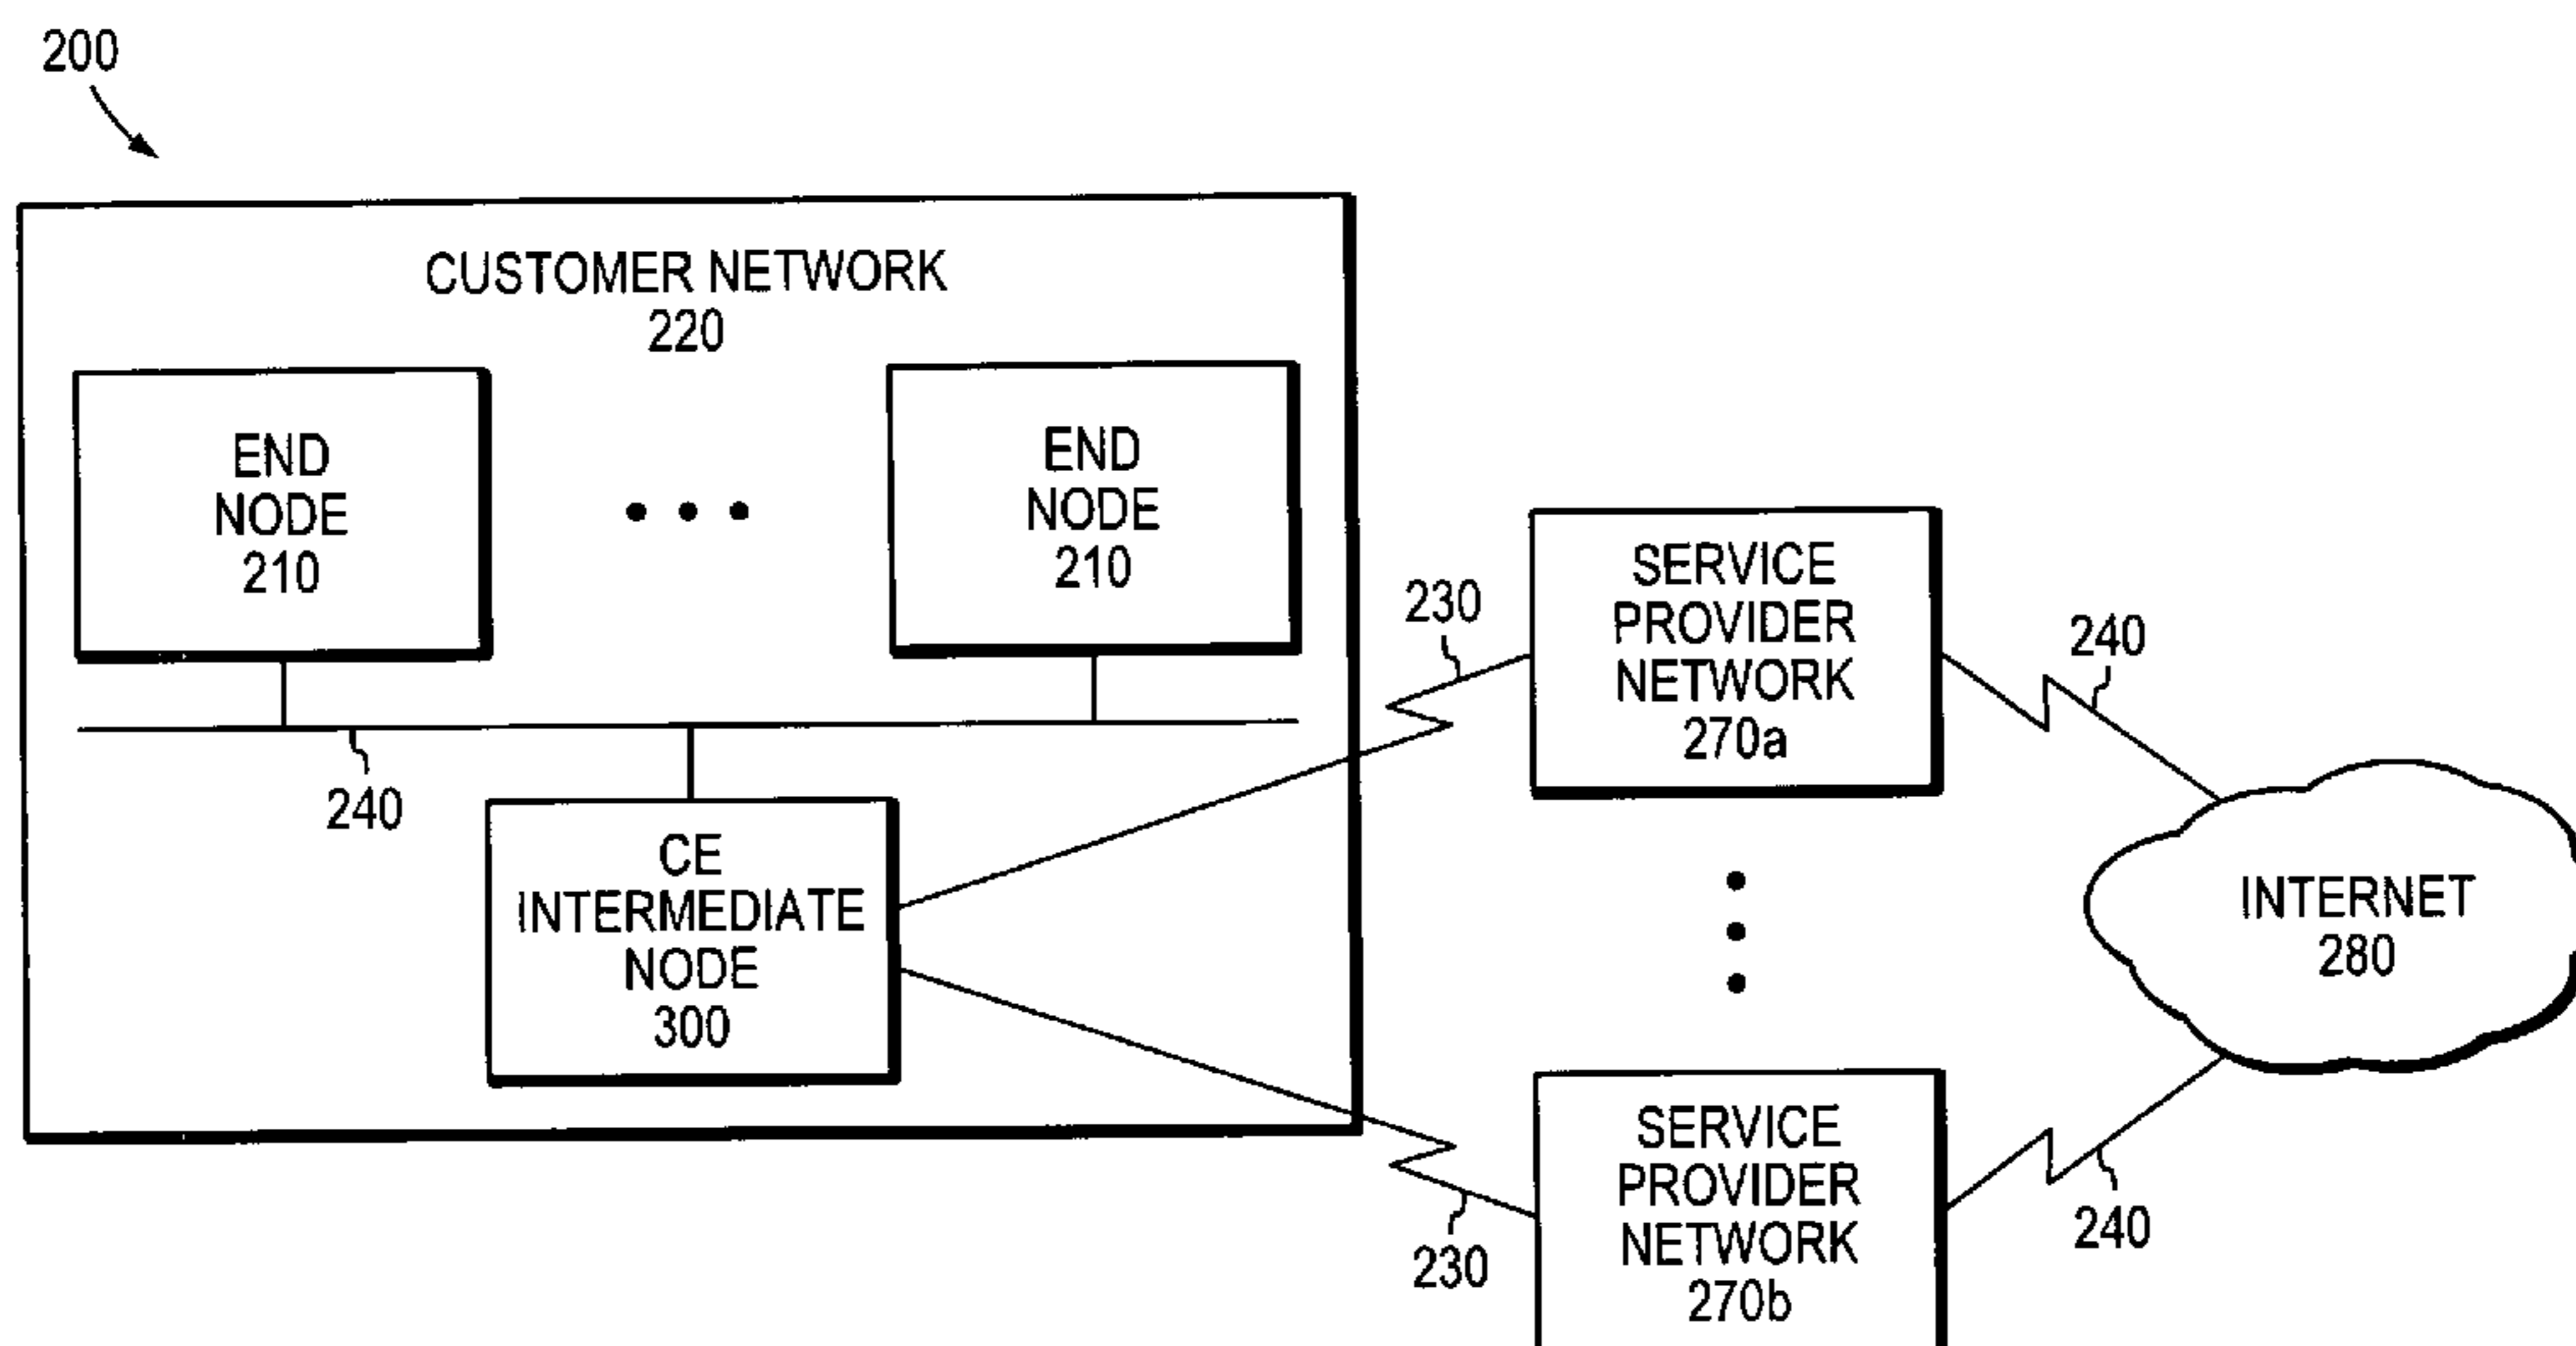 200
CUSTOMER NETWORK
220
END
NODE
210
END
NODE
210
240
CE
INTERMEDIATE
NODE
300
230
SERVICE
PROVIDER
NETWORK
270a
240
INTERNET
280
230
SERVICE
PROVIDER
NETWORK
270b
240